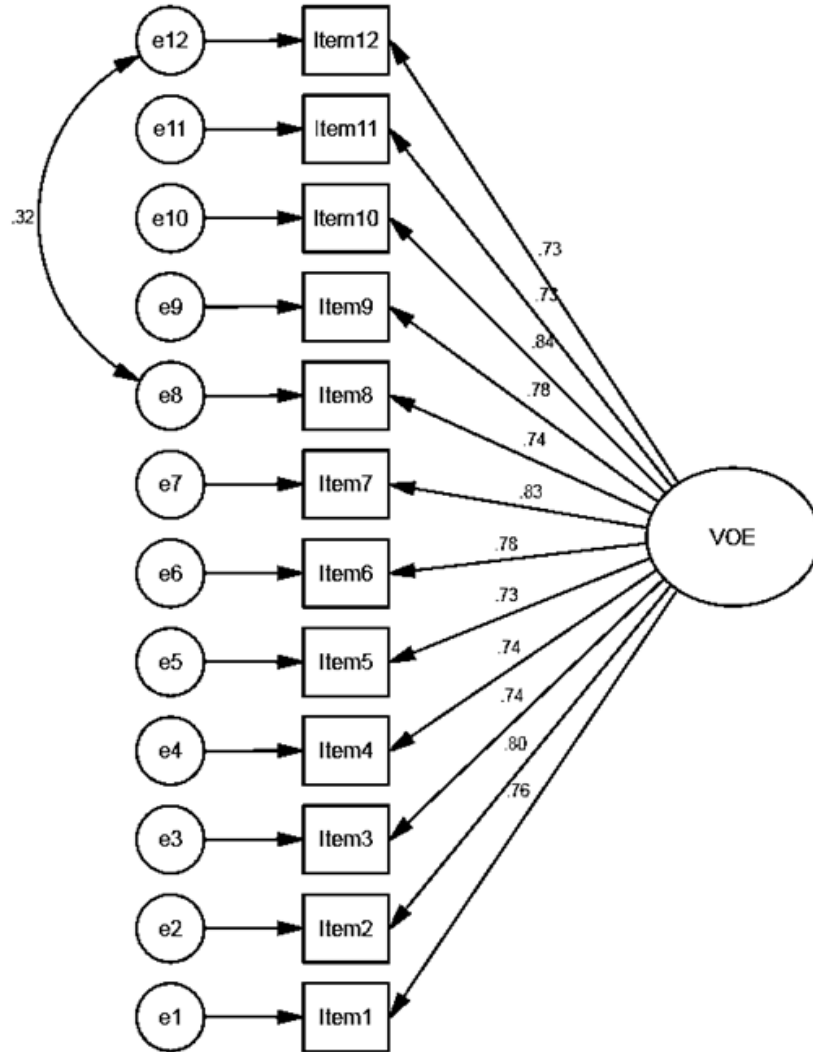 e12 Item12
e11 Item11
e10 Item10
.32
.73
e9 Item9
.73
.84
e8 Item8
.78
.74
e7 Item7
.83
VOE
.78
e6 Item6
.73
e5 Item5
.74
.74
e4 Item4
.80
.76
e3 Item3
e2 Item2
e1 Item1